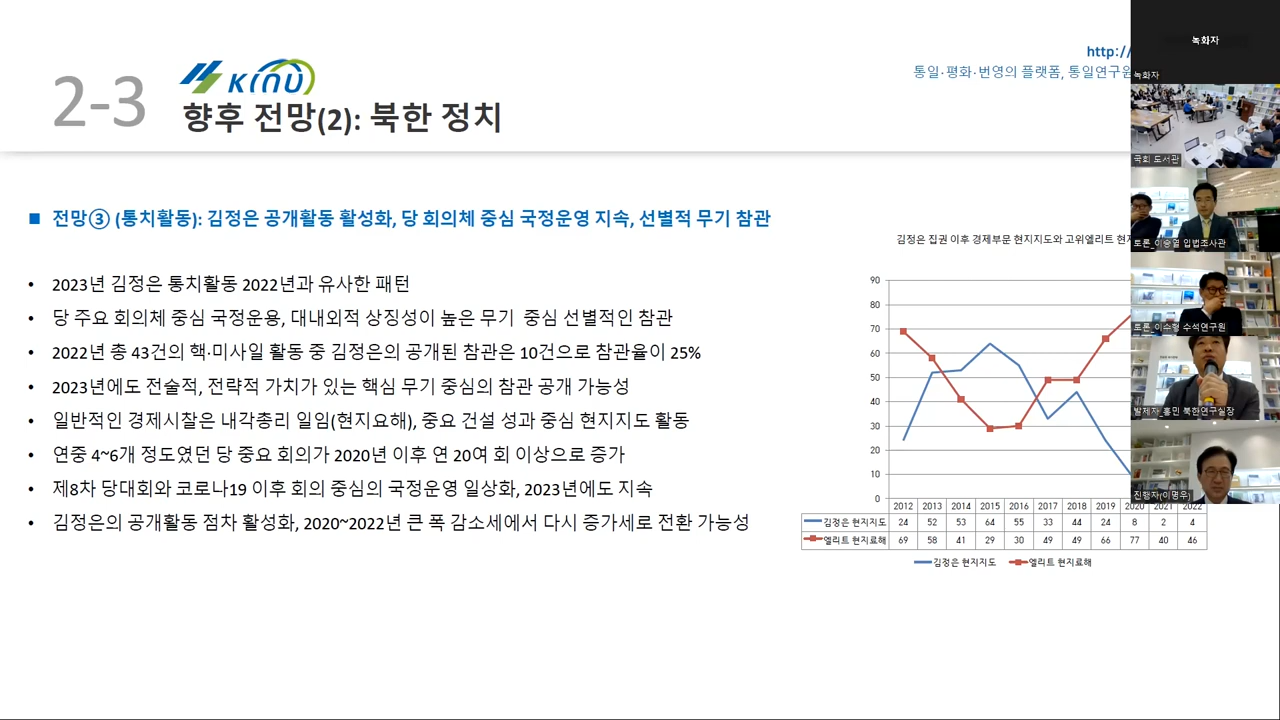 2-3
KINU
http://
통일·평화·번영의 플랫폼, 통일연구원
향후 전망(2): 북한 정치
■ 전망③ (통치활동): 김정은 공개활동 활성화, 당 회의체 중심 국정운영 지속, 선별적 무기 참관
• 2023년 김정은 통치활동 2022년과 유사한 패턴
• 당 주요 회의체 중심 국정운용, 대내외적 상징성이 높은 무기 중심 선별적인 참관
• 2022년 총 43건의 핵·미사일 활동 중 김정은의 공개된 참관은 10건으로 참관율이 25%
• 2023년에도 전술적, 전략적 가치가 있는 핵심 무기 중심의 참관 공개 가능성
• 일반적인 경제시찰은 내각총리 일임(현지요해), 중요 건설 성과 중심 현지지도 활동
• 연중 4~6개 정도였던 당 중요 회의가 2020년 이후 연 20여 회 이상으로 증가
• 제8차 당대회와 코로나19 이후 회의 중심의 국정운영 일상화, 2023년에도 지속
• 김정은의 공개활동 점차 활성화, 2020~2022년 큰 폭 감소세에서 다시 증가세로 전환 가능성
김정은 집권 이후 경제부문 현지지도와 고위엘리트 현지
90
80
70
60
50
40
30
20
10
0
2012 2013 2014 2015 2016 2017 2018 2019 2020 2021 2022
김정은 현지지도 24 52 53 64 55 33 44 24 8 2 4
엘리트 현지료해 69 58 41 29 30 49 49 66 77 40 46
김정은 현지지도 엘리트 현지료해
녹화자
녹화자
국회 도서관
토론_이승열 입법조사관
토론_이수형 수석연구원
발제자_홍민 북한연구실장
진행자(이명우)